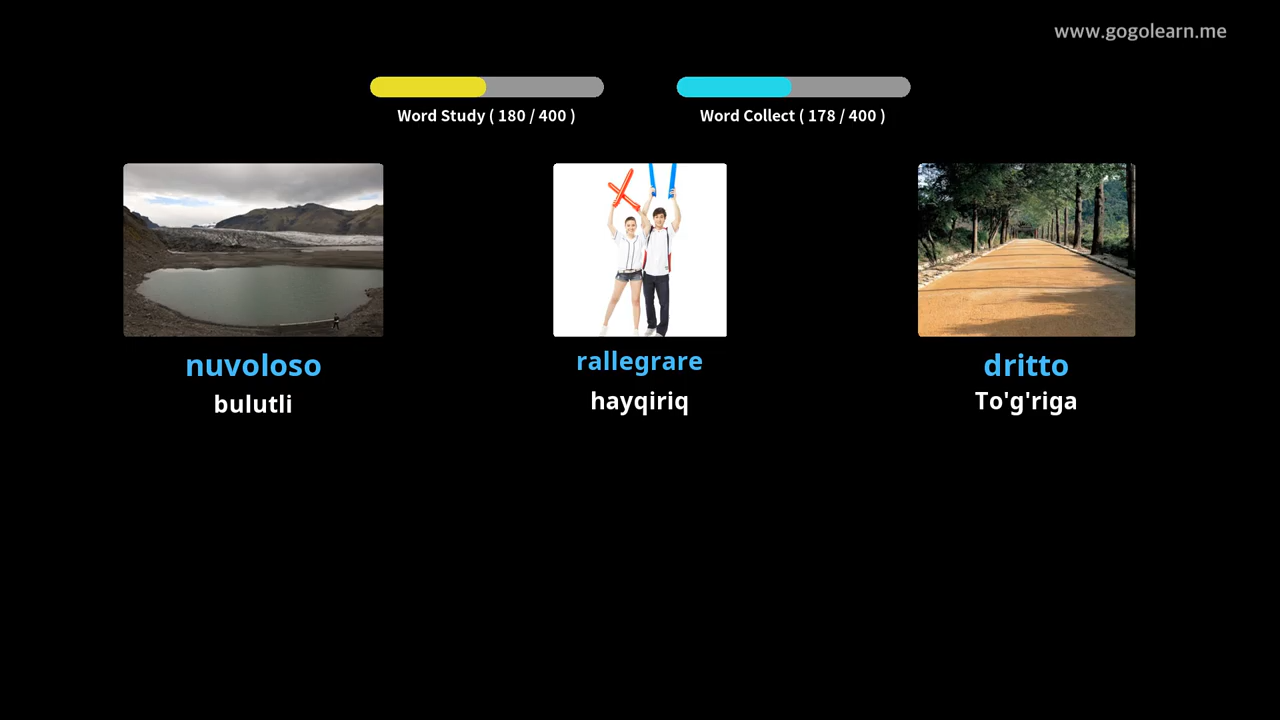 www.gogolearn.me
Word Study ( 180 / 400 )
Word Collect ( 178 / 400 )
nuvoloso
bulutli
rallegrare
hayqiriq
dritto
To'g'riga